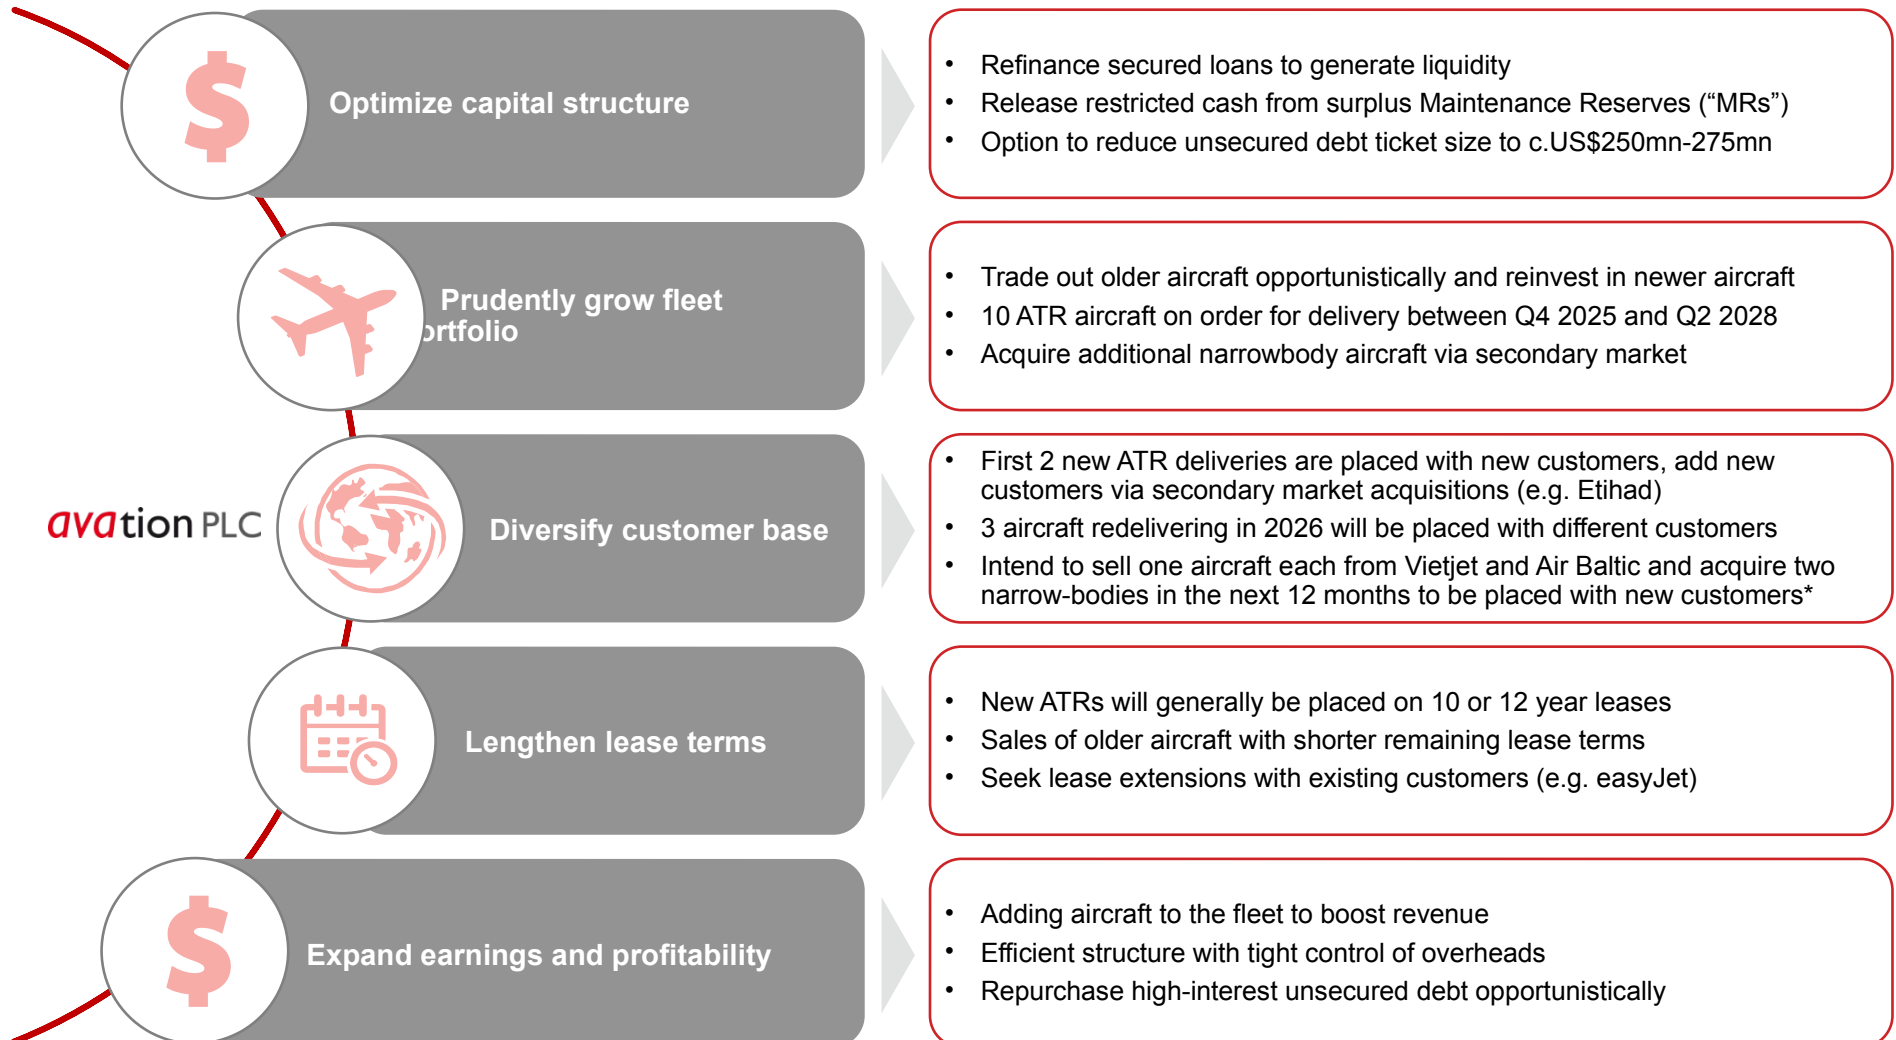 Optimize capital structure
• Refinance secured loans to generate liquidity
• Release restricted cash from surplus Maintenance Reserves (“MRs”)
• Option to reduce unsecured debt ticket size to c.US$250mn-275mn
Prudently grow fleet
ortfolio
• Trade out older aircraft opportunistically and reinvest in newer aircraft
• 10 ATR aircraft on order for delivery between Q4 2025 and Q2 2028
• Acquire additional narrowbody aircraft via secondary market
avation PLC
Diversify customer base
• First 2 new ATR deliveries are placed with new customers, add new
customers via secondary market acquisitions (e.g. Etihad)
• 3 aircraft redelivering in 2026 will be placed with different customers
• Intend to sell one aircraft each from Vietjet and Air Baltic and acquire two
narrow-bodies in the next 12 months to be placed with new customers*
Lengthen lease terms
• New ATRs will generally be placed on 10 or 12 year leases
• Sales of older aircraft with shorter remaining lease terms
• Seek lease extensions with existing customers (e.g. easyJet)
Expand earnings and profitability
• Adding aircraft to the fleet to boost revenue
• Efficient structure with tight control of overheads
• Repurchase high-interest unsecured debt opportunistically